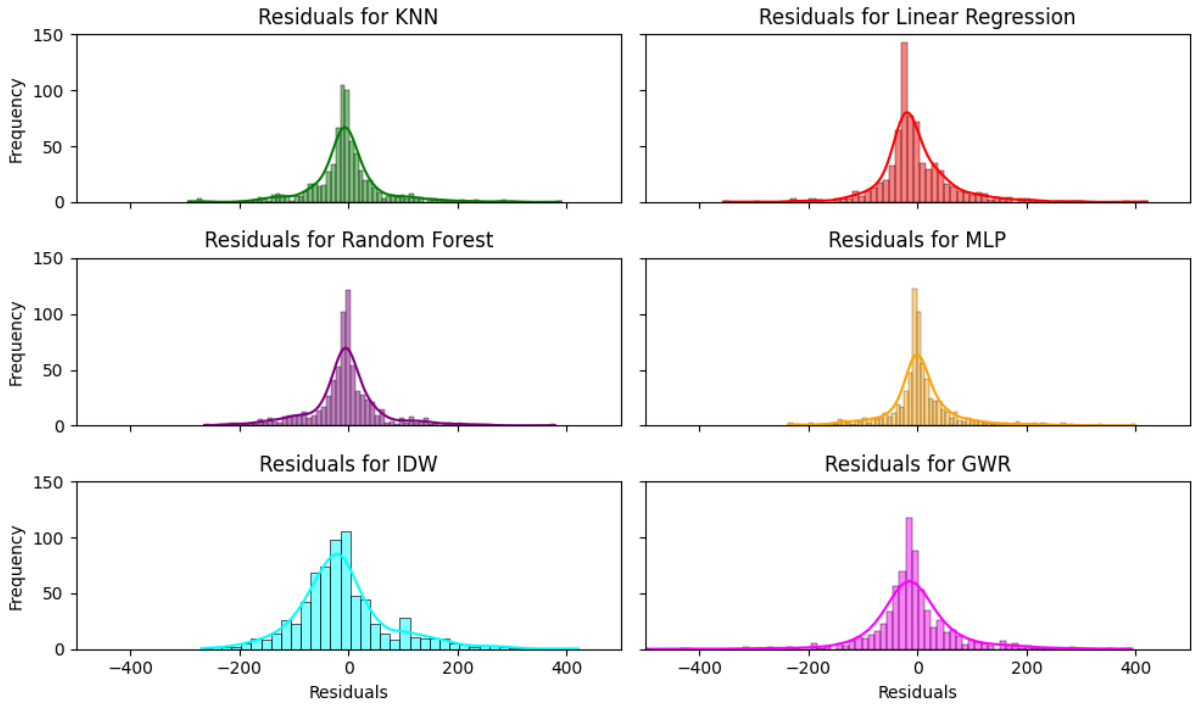 Residuals for KNN
Residuals for Linear Regression
150
100
50
0
Frequency
Residuals for Random Forest
Residuals for MLP
150
100
50
0
Frequency
Residuals for IDW
Residuals for GWR
150
100
50
0
Frequency
−400 −200 0 200 400
−400 −200 0 200 400
Residuals
Residuals